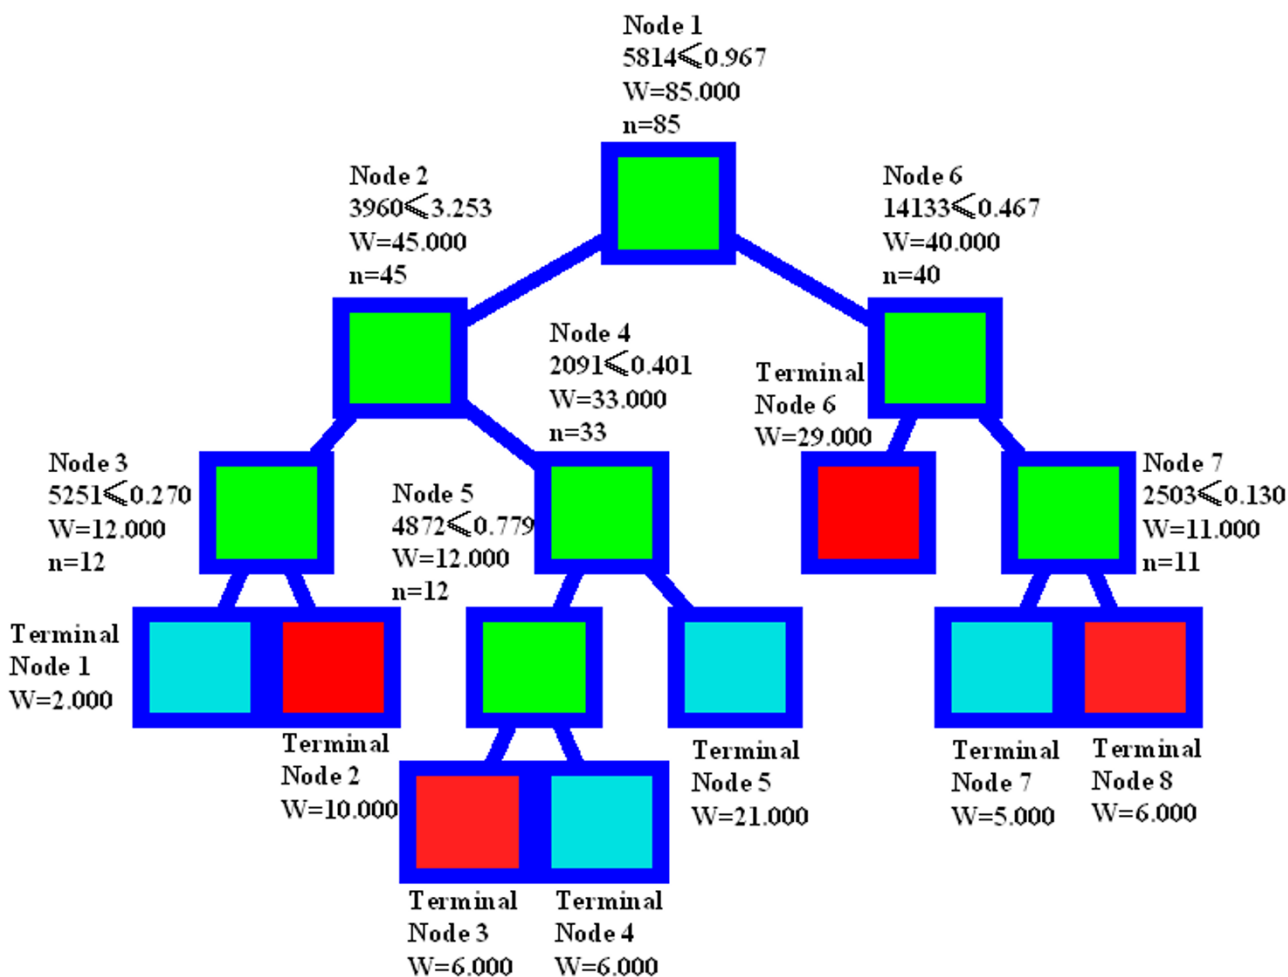 Node 1
5814⩽0.967
W=85.000
n=85
Node 2
3960⩽3.253
W=45.000
n=45
Node 6
14133⩽0.467
W=40.000
n=40
Node 4
2091⩽0.401
W=33.000
n=33
Terminal
Node 6
W=29.000
Node 3
5251⩽0.270
W=12.000
n=12
Node 5
4872⩽0.779
W=12.000
n=12
Node 7
2503⩽0.130
W=11.000
n=11
Terminal
Node 1
W=2.000
Terminal
Node 2
W=10.000
Terminal
Node 5
W=21.000
Terminal
Node 7
W=5.000
Terminal
Node 8
W=6.000
Terminal
Node 3
W=6.000
Terminal
Node 4
W=6.000